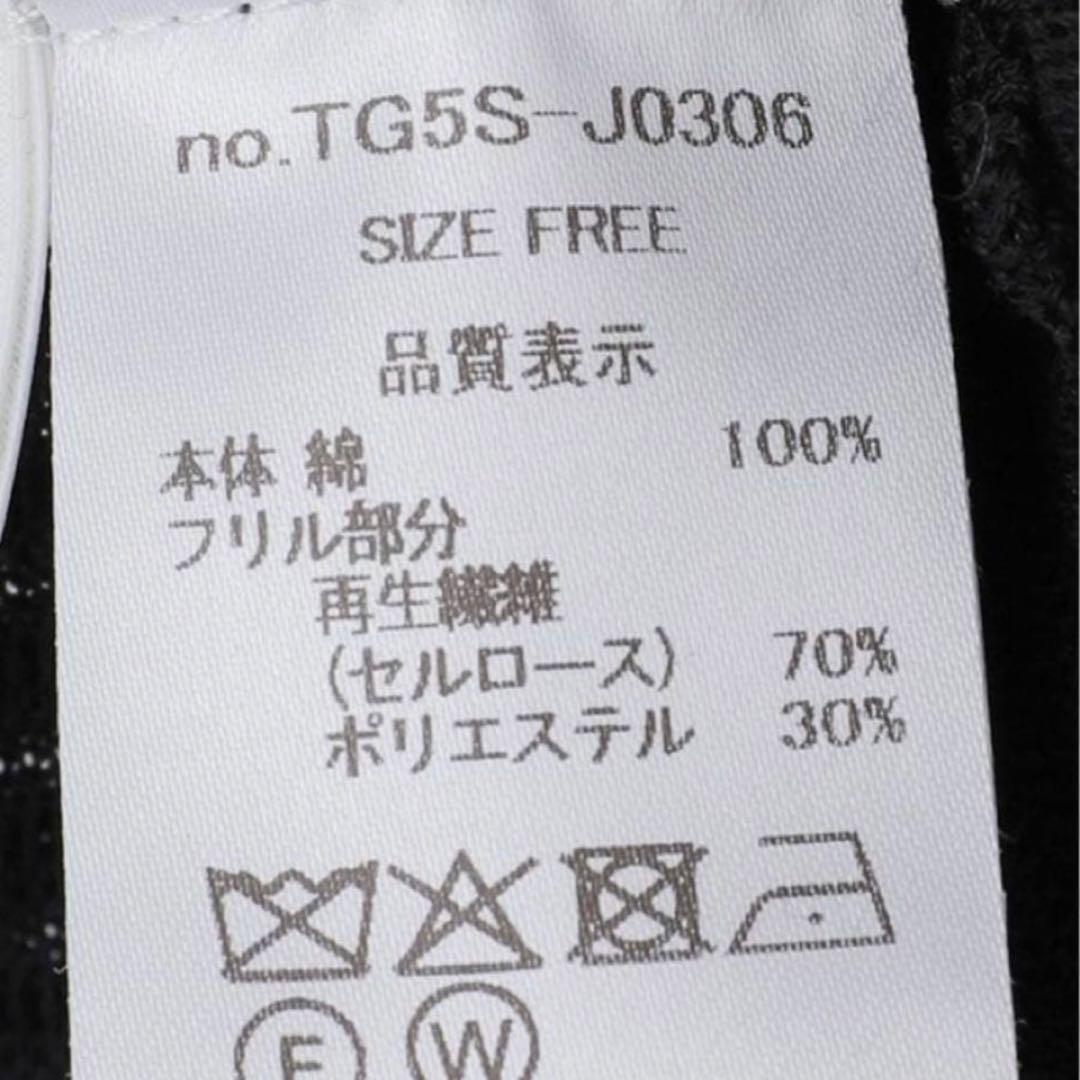 no.TG5S-J0306
SIZE FREE
品質表示
本体 綿 100%
フリル部分
再生繊維
(セルロース) 70%
ポリエステル 30%
F W